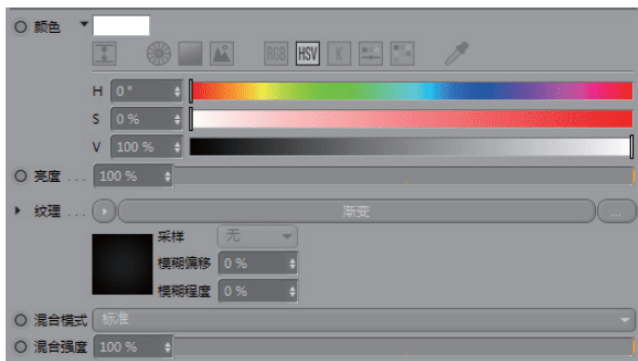 颜色
RGB HSV K
H 0°
S 0 %
V 100 %
亮度 . . . 100 %
纹理 . . . 渐变 ...
采样 无
模糊偏移 0 %
模糊程度 0 %
混合模式 标准
混合强度 100 %